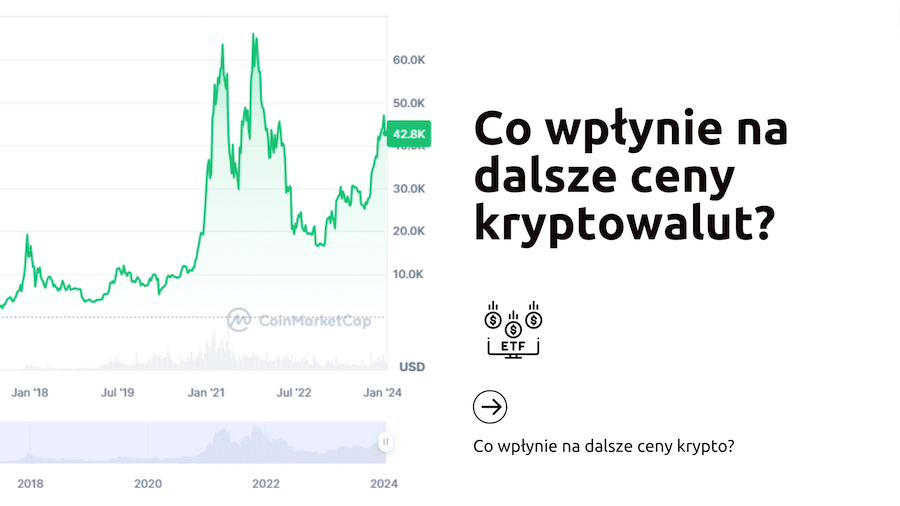 60.0K
50.0K
42.8K
30.0K
20.0K
10.0K
CoinMarketCap
USD
Jan '18 Jul '19 Jan '21 Jul '22 Jan '24
2018 2020 2022 2024
Co wpłynie na
dalsze ceny
kryptowalut?
ETF
Co wpłynie na dalsze ceny krypto?